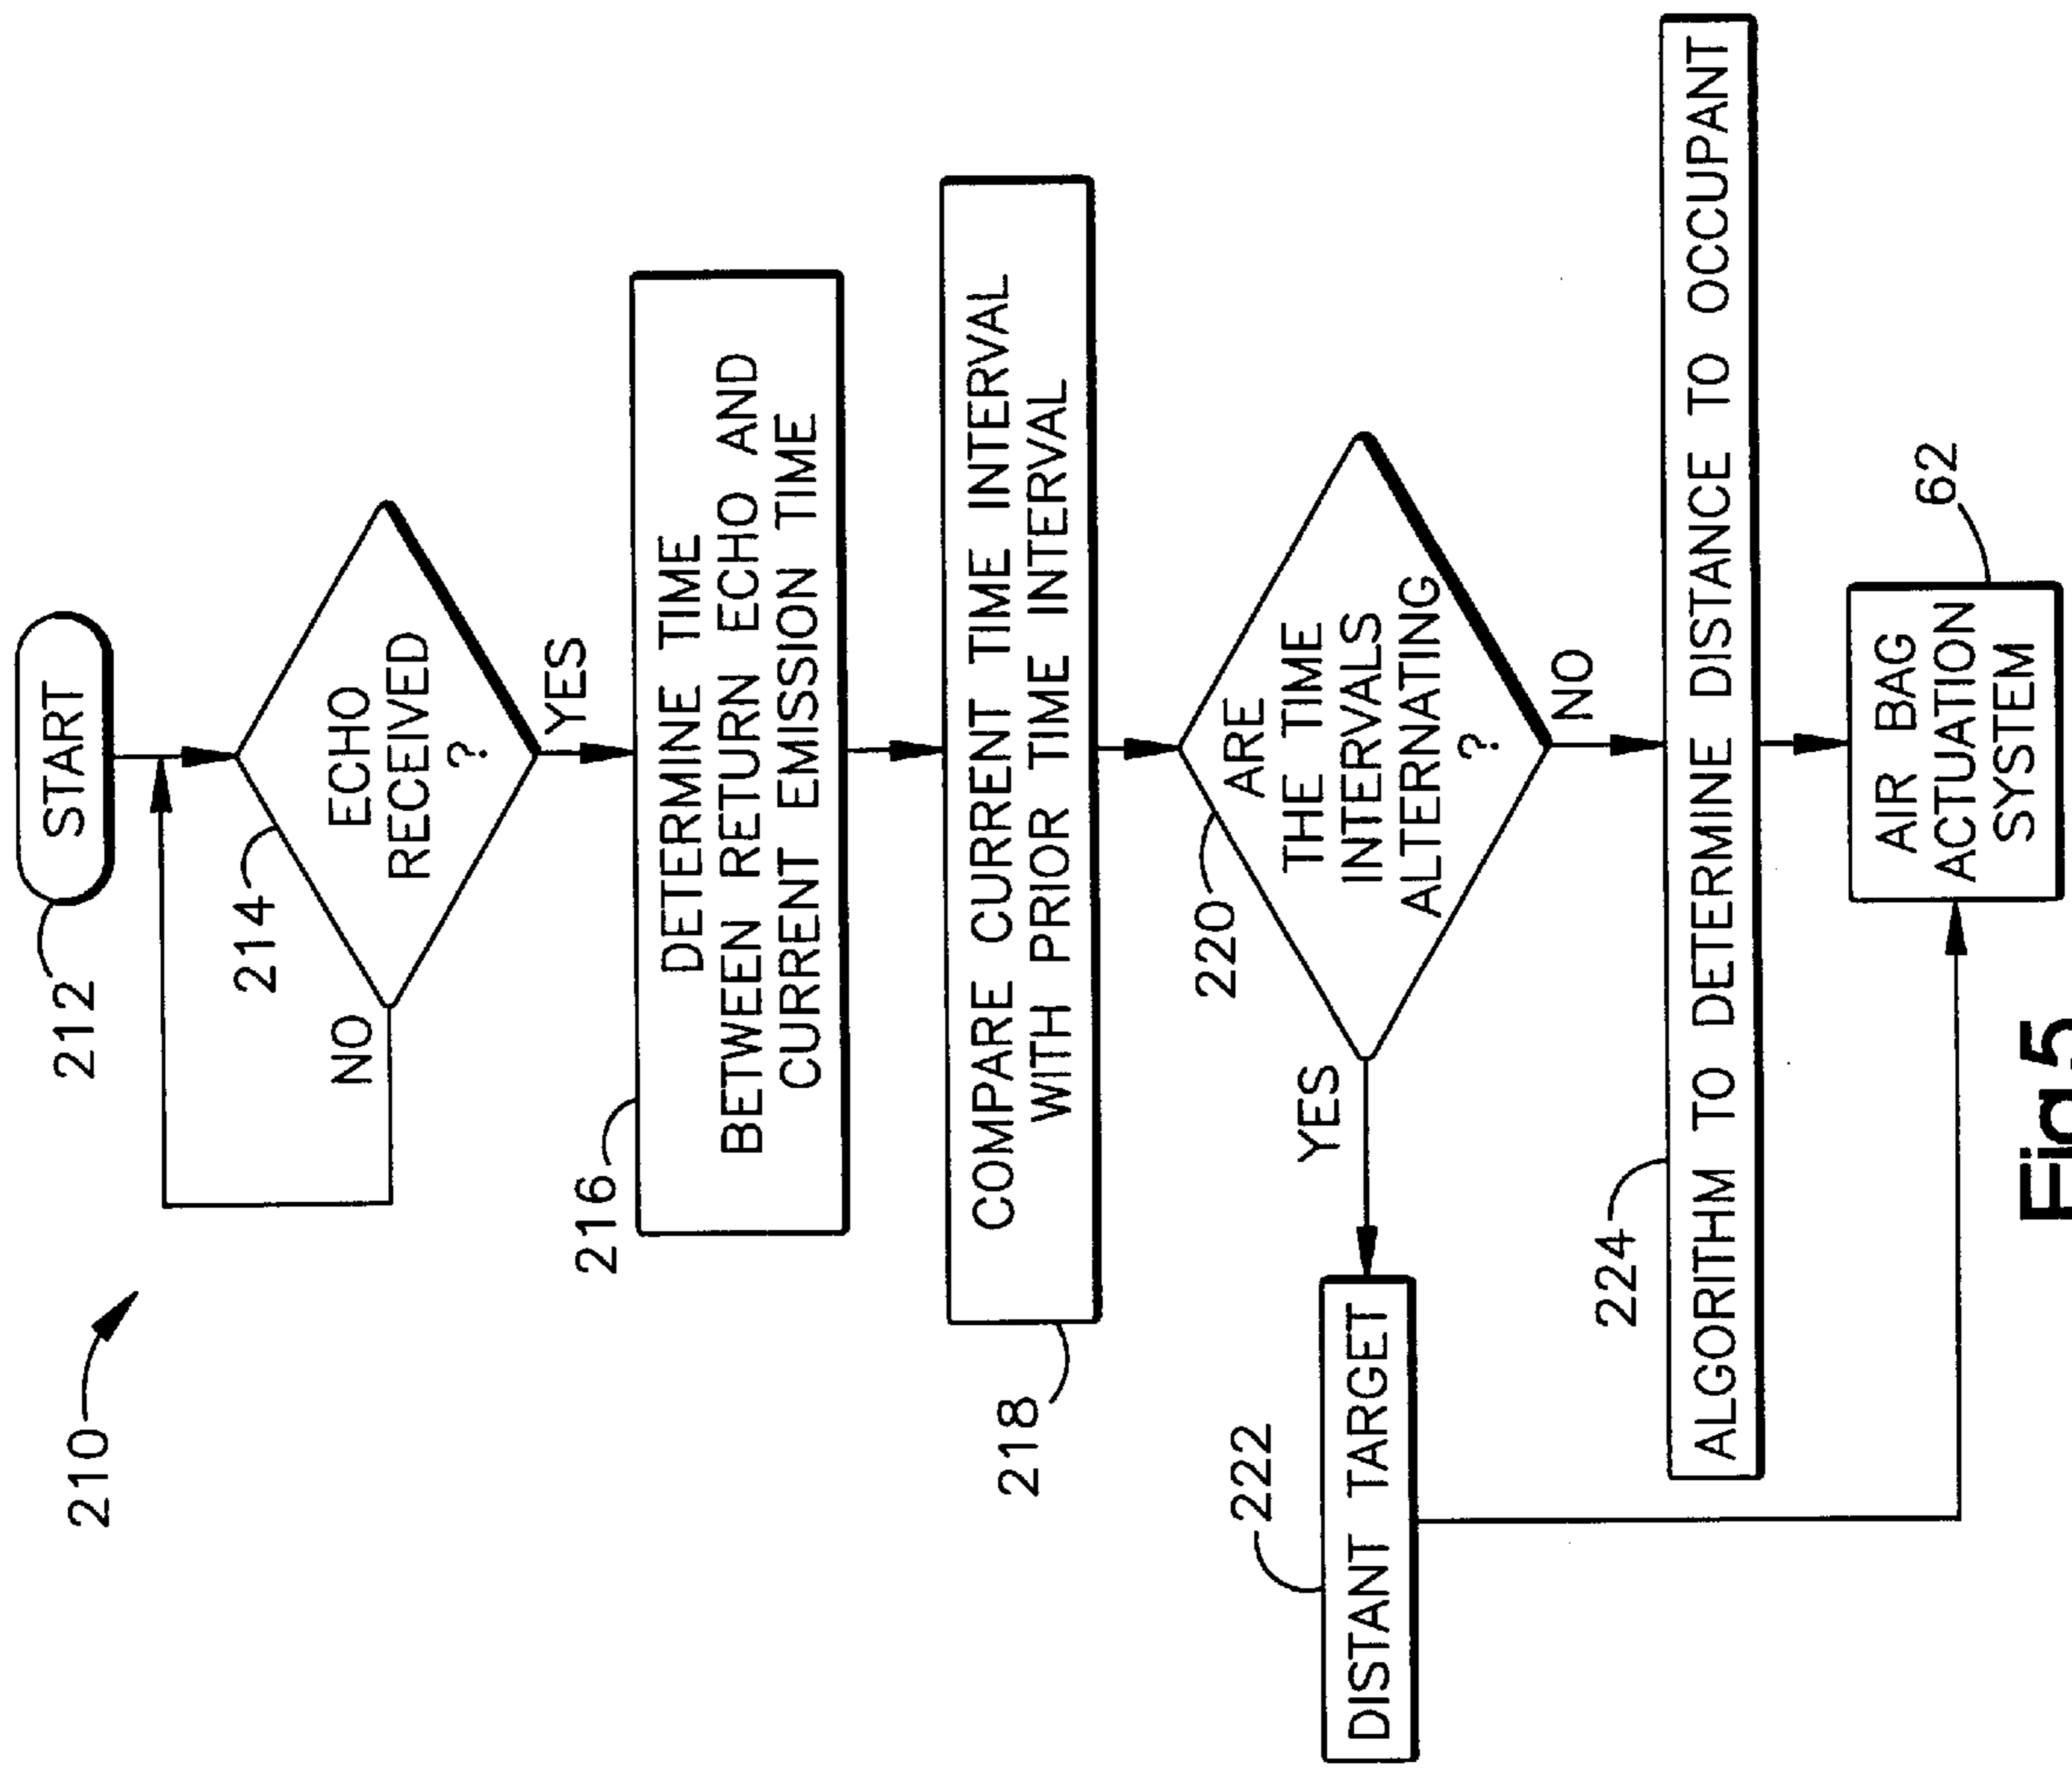 210
212
START
214
ECHO
RECEIVED
?
NO
YES
216
DETERMINE TIME
BETWEEN RETURN ECHO AND
CURRENT EMISSION TIME
218
COMPARE CURRENT TIME INTERVAL
WITH PRIOR TIME INTERVAL
220
ARE
THE TIME
INTERVALS
ALTERNATING
?
YES
NO
222
DISTANT TARGET
224
ALGORITHM TO DETERMINE DISTANCE TO OCCUPANT
62
AIR BAG
ACTUATION
SYSTEM
Fig.5